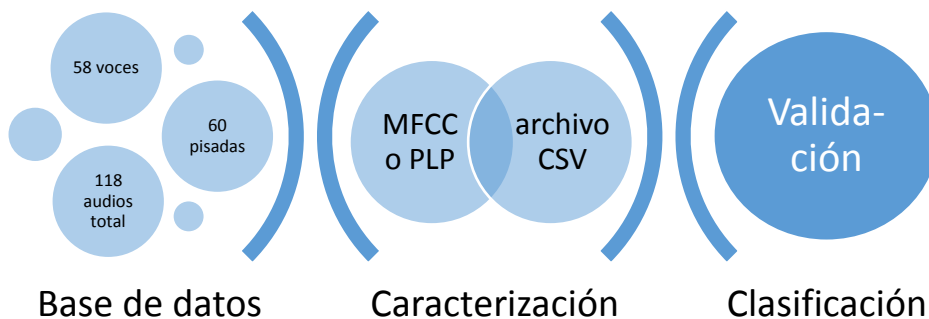 58 voces
60
pisadas
118
audios
total
MFCC
o PLP
archivo
CSV
Valida-
ción
Base de datos
Caracterización
Clasificación